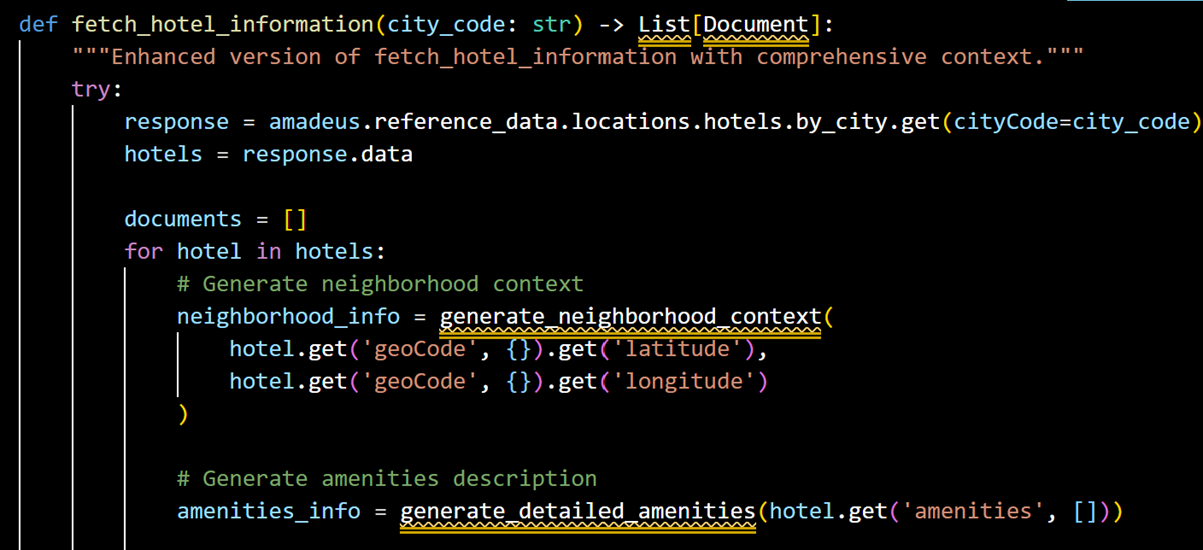 def fetch_hotel_information(city_code: str) -> List[Document]:
    """Enhanced version of fetch_hotel_information with comprehensive context."""
    try:
        response = amadeus.reference_data.locations.hotels.by_city.get(cityCode=city_code)
        hotels = response.data

        documents = []
        for hotel in hotels:
            # Generate neighborhood context
            neighborhood_info = generate_neighborhood_context(
                hotel.get('geoCode', {}).get('latitude'),
                hotel.get('geoCode', {}).get('longitude')
            )

            # Generate amenities description
            amenities_info = generate_detailed_amenities(hotel.get('amenities', []))